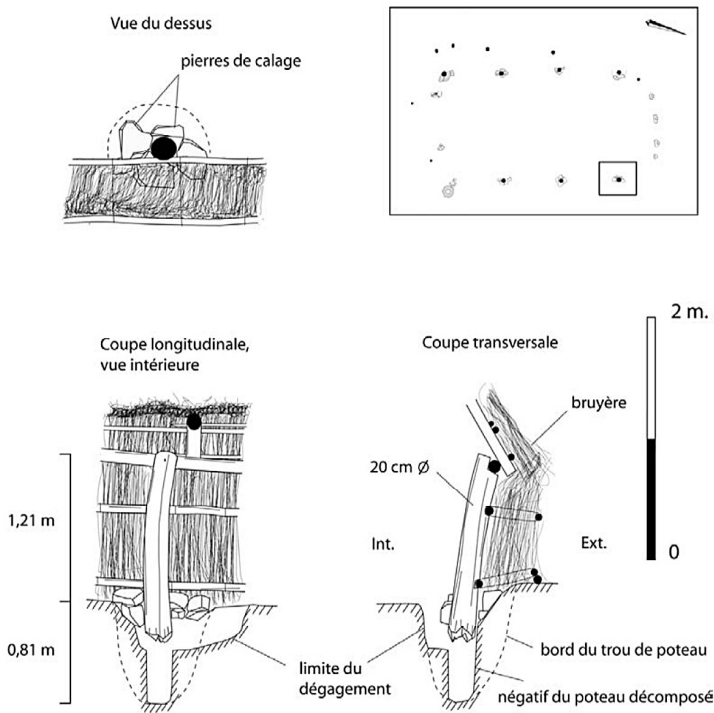 Vue du dessus
pierres de calage
Coupe longitudinale,
vue intérieure
1,21 m
0,81 m
Coupe transversale
bruyère
20 cm Ø
Int.
Ext.
2 m.
0
limite du
dégagement
bord du trou de poteau
négatif du poteau décomposé